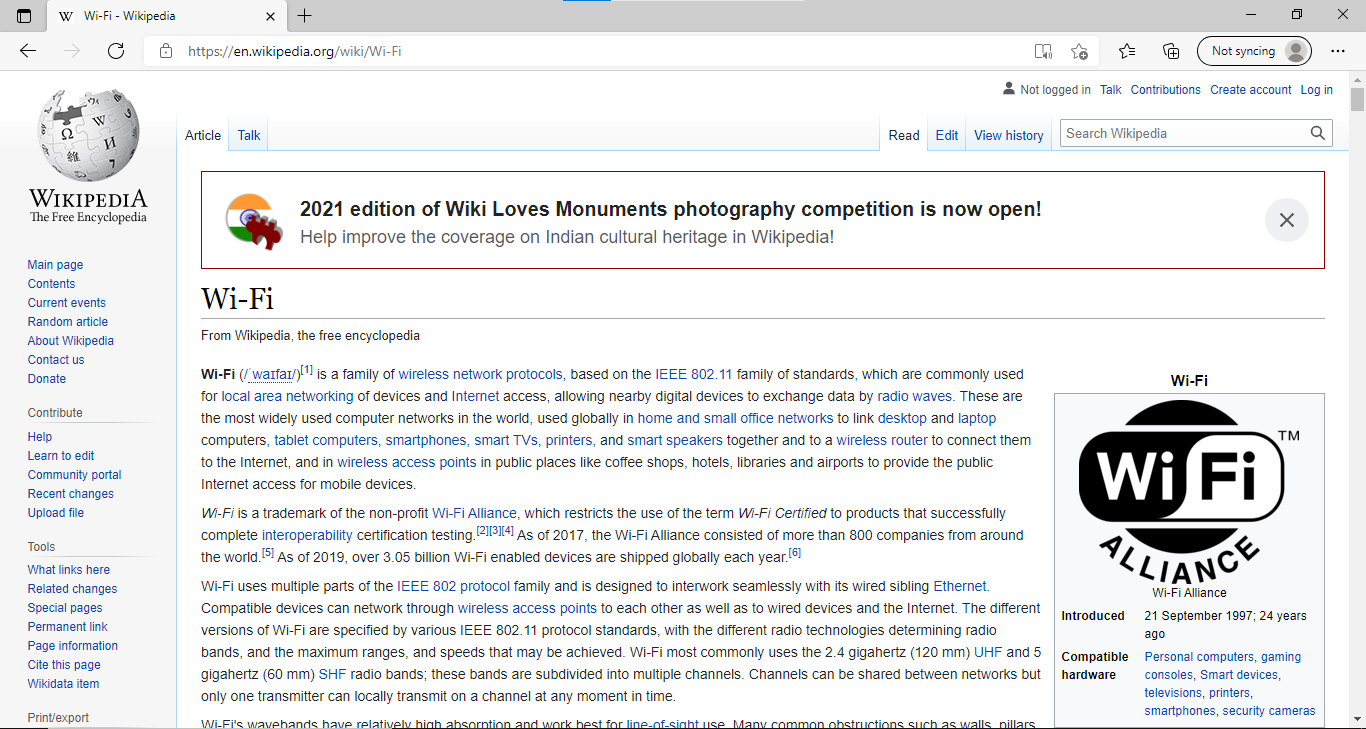 Wi-Fi - Wikipedia
https://en.wikipedia.org/wiki/Wi-Fi
Not syncing
Not logged in Talk Contributions Create account Log in
Article Talk Read Edit View history Search Wikipedia
WIKIPEDIA
The Free Encyclopedia
Main page
Contents
Current events
Random article
About Wikipedia
Contact us
Donate
Contribute
Help
Learn to edit
Community portal
Recent changes
Upload file
Tools
What links here
Related changes
Special pages
Permanent link
Page information
Cite this page
Wikidata item
Print/export
2021 edition of Wiki Loves Monuments photography competition is now open!
Help improve the coverage on Indian cultural heritage in Wikipedia!
Wi-Fi
From Wikipedia, the free encyclopedia
Wi-Fi (/ˈwaɪfaɪ/)[1] is a family of wireless network protocols, based on the IEEE 802.11 family of standards, which are commonly used
for local area networking of devices and Internet access, allowing nearby digital devices to exchange data by radio waves. These are
the most widely used computer networks in the world, used globally in home and small office networks to link desktop and laptop
computers, tablet computers, smartphones, smart TVs, printers, and smart speakers together and to a wireless router to connect them
to the Internet, and in wireless access points in public places like coffee shops, hotels, libraries and airports to provide the public
Internet access for mobile devices.
Wi-Fi is a trademark of the non-profit Wi-Fi Alliance, which restricts the use of the term Wi-Fi Certified to products that successfully
complete interoperability certification testing.[2][3][4] As of 2017, the Wi-Fi Alliance consisted of more than 800 companies from around
the world.[5] As of 2019, over 3.05 billion Wi-Fi enabled devices are shipped globally each year.[6]
Wi-Fi uses multiple parts of the IEEE 802 protocol family and is designed to interwork seamlessly with its wired sibling Ethernet.
Compatible devices can network through wireless access points to each other as well as to wired devices and the Internet. The different
versions of Wi-Fi are specified by various IEEE 802.11 protocol standards, with the different radio technologies determining radio
bands, and the maximum ranges, and speeds that may be achieved. Wi-Fi most commonly uses the 2.4 gigahertz (120 mm) UHF and 5
gigahertz (60 mm) SHF radio bands; these bands are subdivided into multiple channels. Channels can be shared between networks but
only one transmitter can locally transmit on a channel at any moment in time.
Wi-Fi's wavebands have relatively high absorption and work best for line-of-sight use. Many common obstructions such as walls, pillars,
Wi-Fi
Wi Fi TM
ALLIANCE
Wi-Fi Alliance
Introduced 21 September 1997; 24 years
ago
Compatible Personal computers, gaming
hardware consoles, Smart devices,
televisions, printers,
smartphones, security cameras